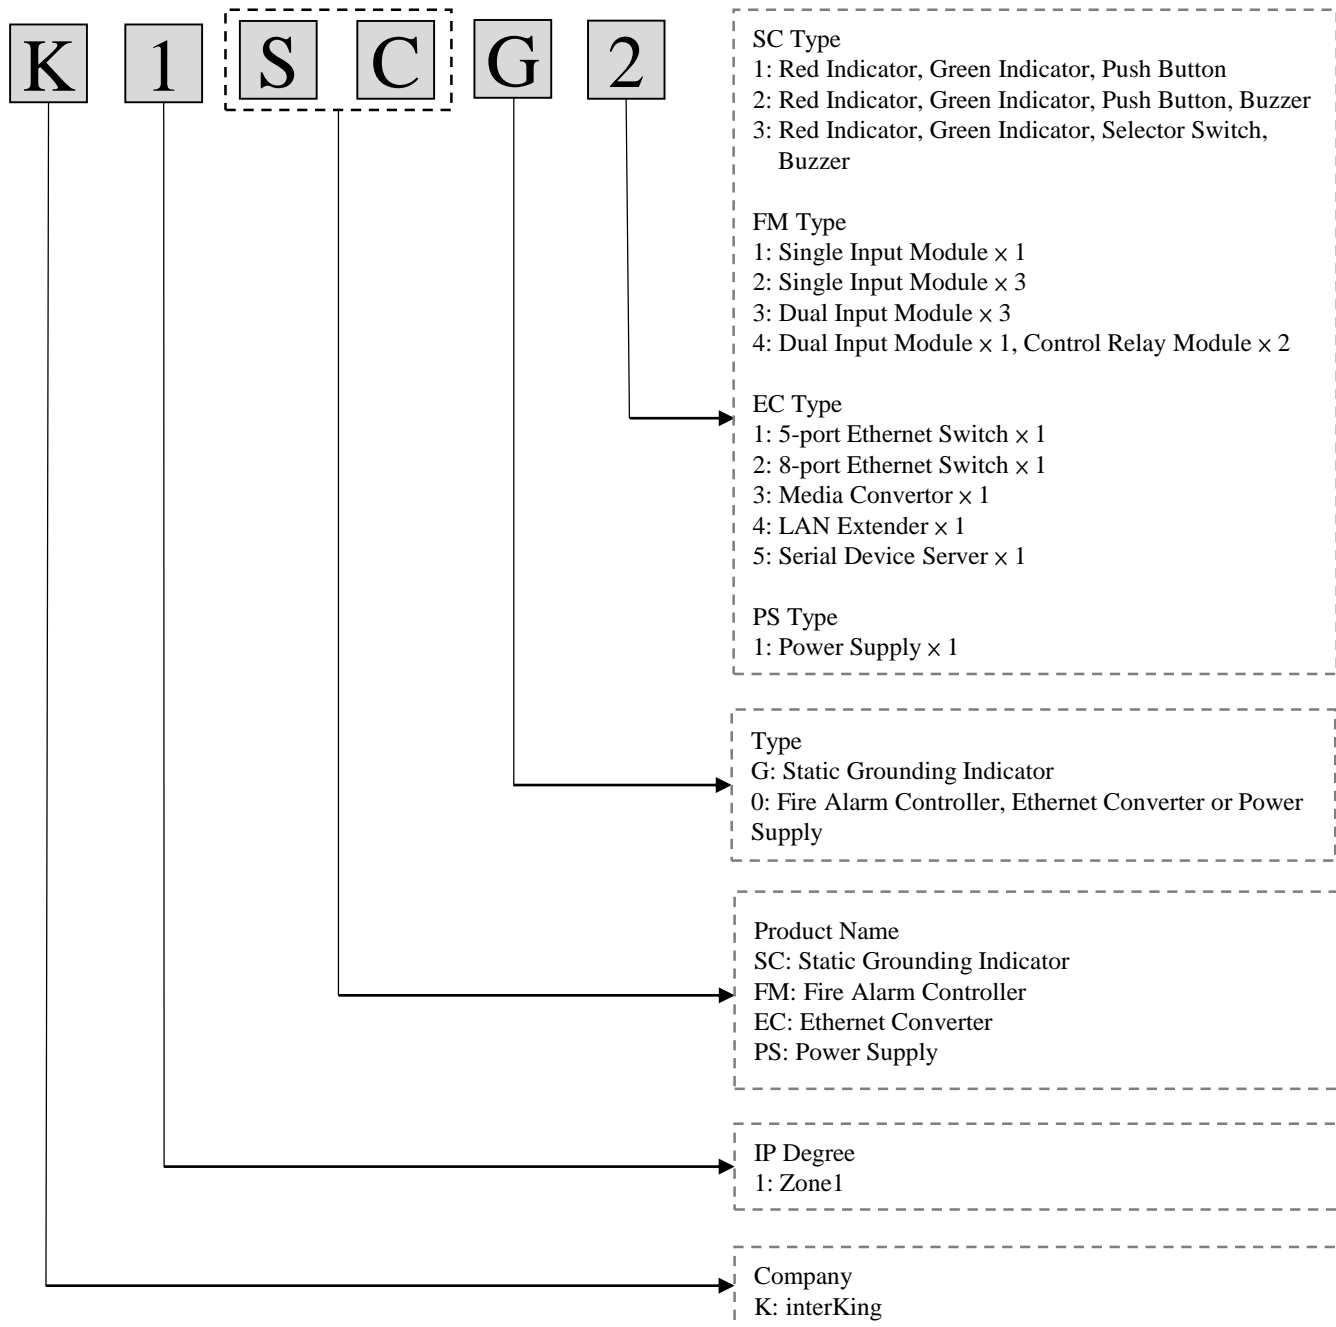 K 1 S C G 2
SC Type
1: Red Indicator, Green Indicator, Push Button
2: Red Indicator, Green Indicator, Push Button, Buzzer
3: Red Indicator, Green Indicator, Selector Switch,
Buzzer
FM Type
1: Single Input Module × 1
2: Single Input Module × 3
3: Dual Input Module × 3
4: Dual Input Module × 1, Control Relay Module × 2
EC Type
1: 5-port Ethernet Switch × 1
2: 8-port Ethernet Switch × 1
3: Media Convertor × 1
4: LAN Extender × 1
5: Serial Device Server × 1
PS Type
1: Power Supply × 1
Type
G: Static Grounding Indicator
0: Fire Alarm Controller, Ethernet Converter or Power
Supply
Product Name
SC: Static Grounding Indicator
FM: Fire Alarm Controller
EC: Ethernet Converter
PS: Power Supply
IP Degree
1: Zone1
Company
K: interKing